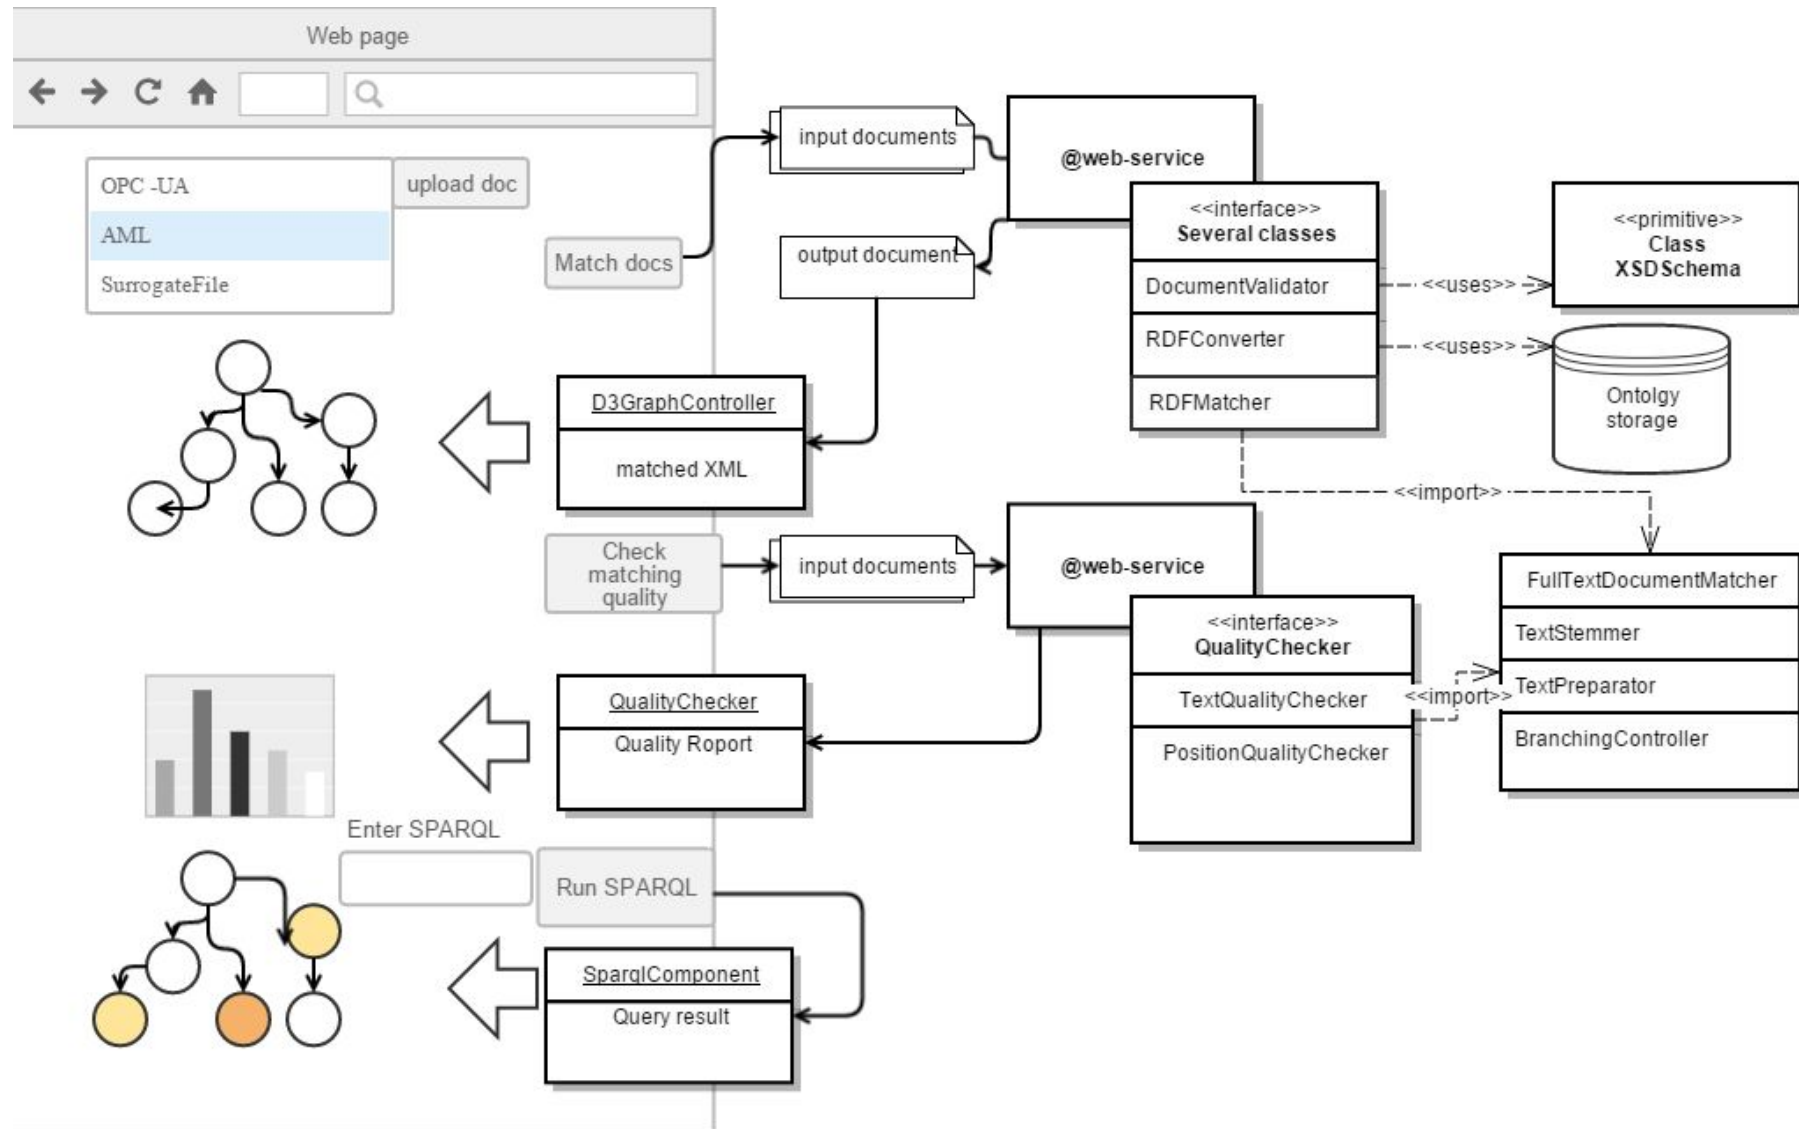 Web page
OPC -UA
upload doc
AML
SurrogateFile
Match docs
input documents
output document
@web-service
<<interface>>
Several classes
DocumentValidator
RDFConverter
RDFMatcher
<<uses>>
<<uses>>
<<primitive>>
Class
XSDSchema
Ontolgy
storage
<<import>>
D3GraphController
matched XML
Check
matching
quality
input documents
@web-service
<<interface>>
QualityChecker
TextQualityChecker
PositionQualityChecker
<<import>>
FullTextDocumentMatcher
TextStemmer
TextPreparator
BranchingController
QualityChecker
Quality Roport
Enter SPARQL
Run SPARQL
SparqlComponent
Query result